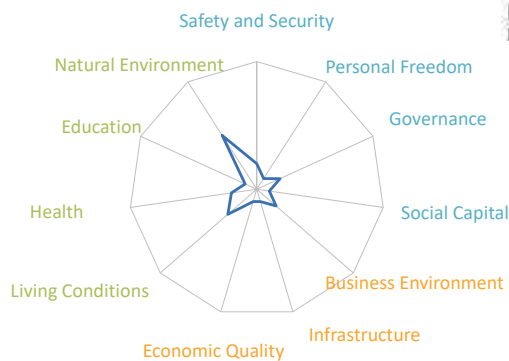 Safety and Security
Natural Environment
Personal Freedom
Education
Governance
Health
Social Capital
Living Conditions
Business Environment
Infrastructure
Economic Quality